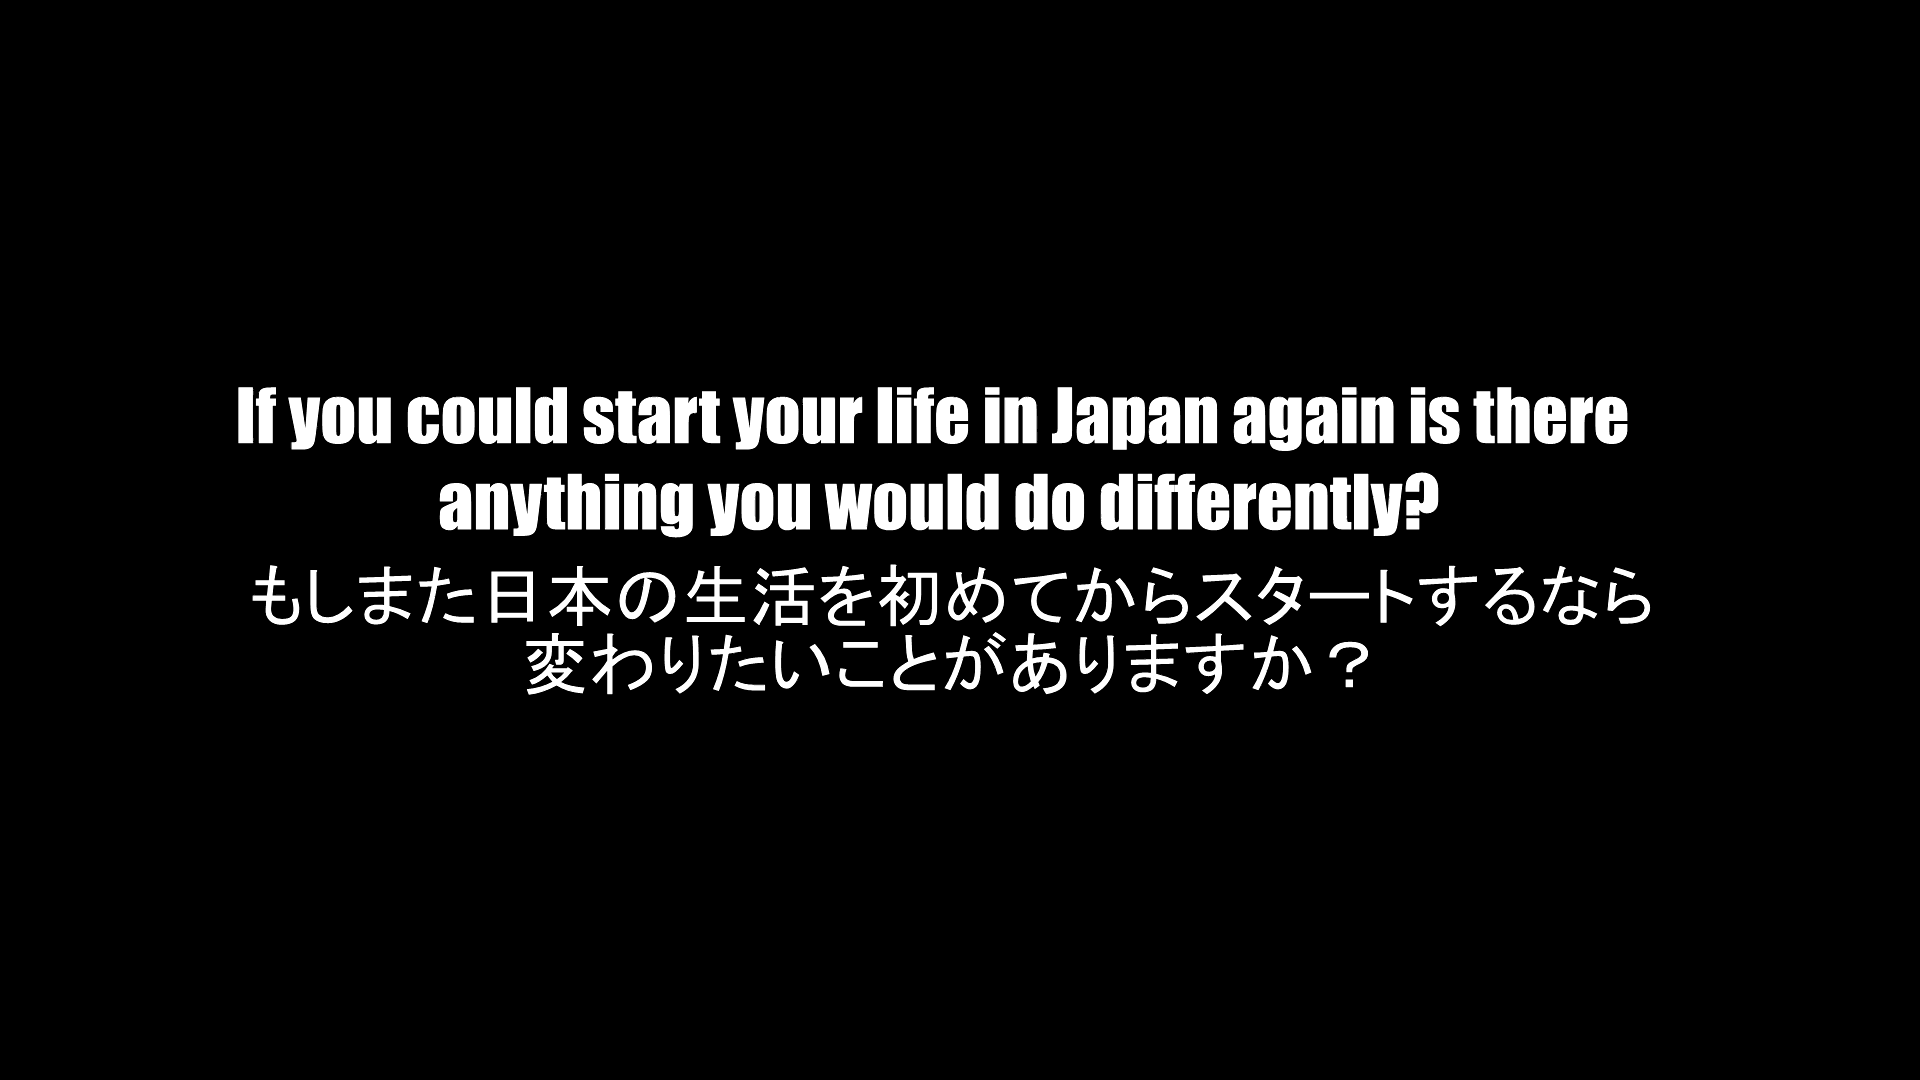 If you could start your life in Japan again is there
anything you would do differently?
もしまた日本の生活を初めてからスタートするなら
変わりたいことがありますか？